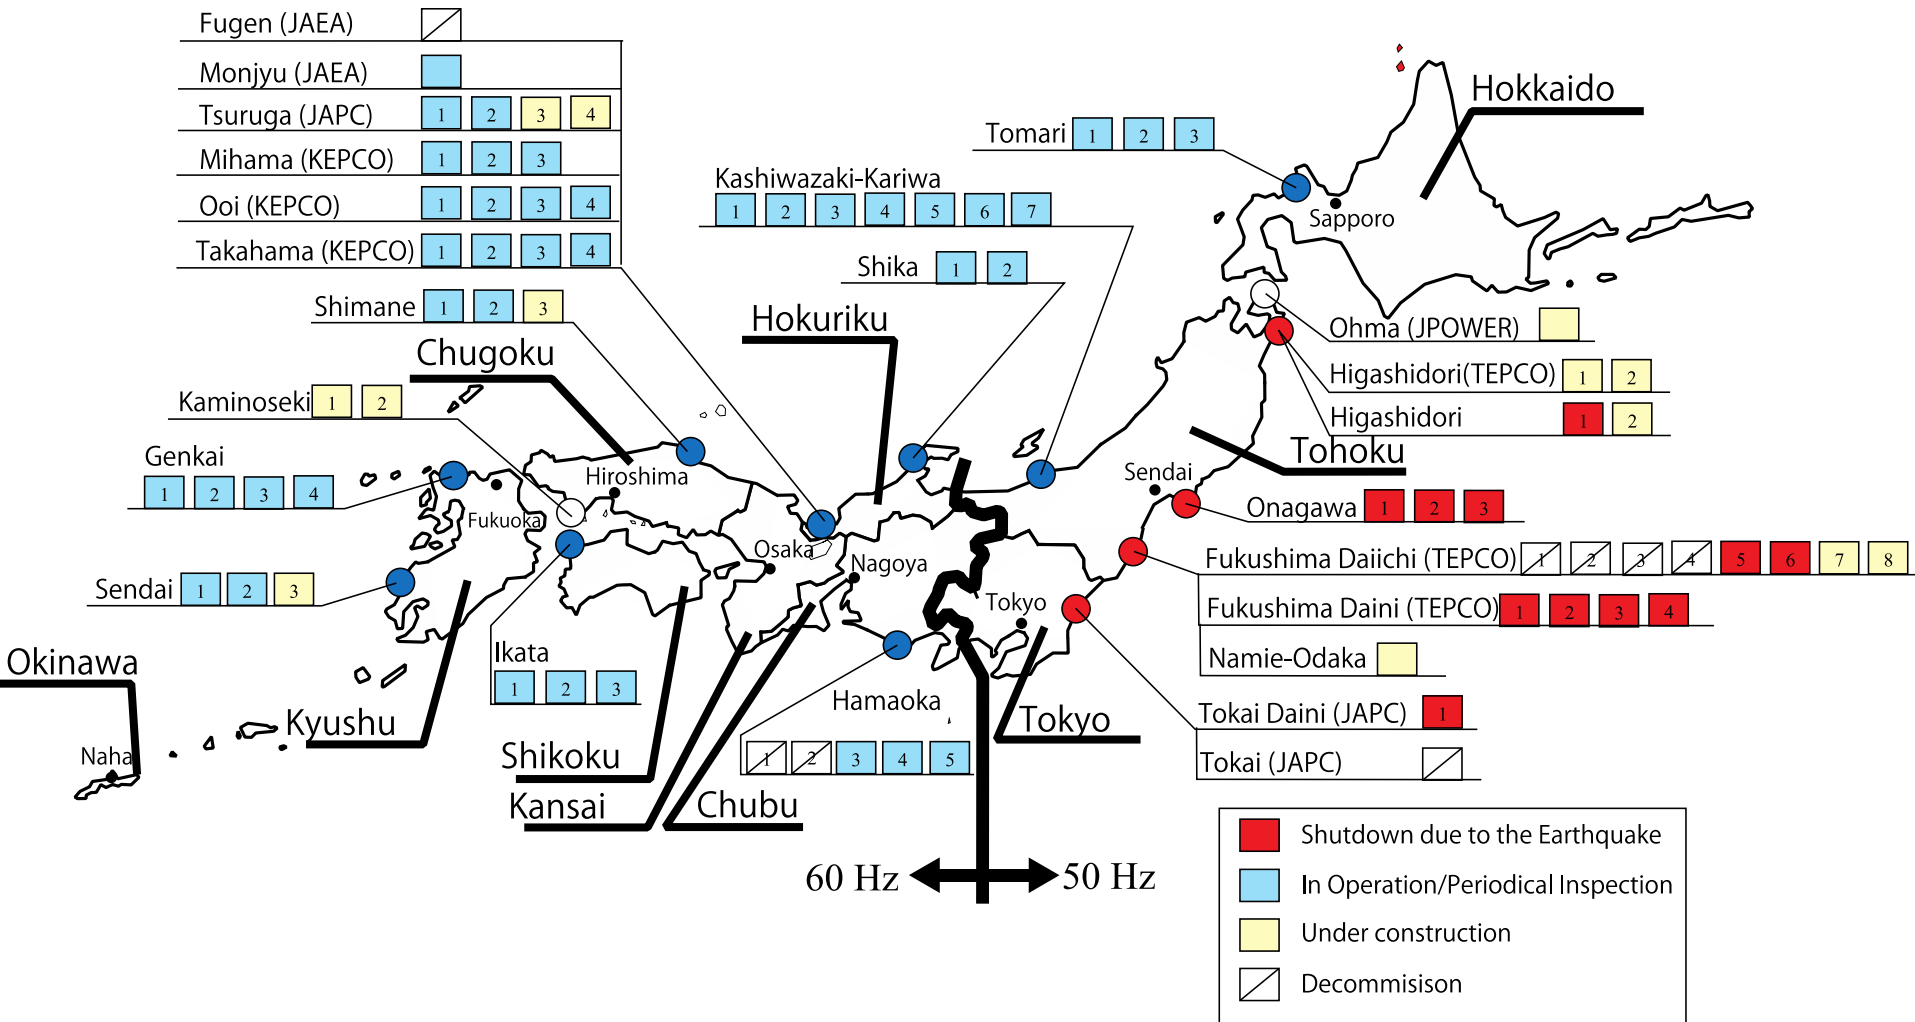 Fugen (JAEA)
Monjyu (JAEA)
Tsuruga (JAPC) 1 2 3 4
Mihama (KEPCO) 1 2 3
Ooi (KEPCO) 1 2 3 4
Takahama (KEPCO) 1 2 3 4
Shimane 1 2 3
Chugoku
Kaminoseki 1 2
Genkai
1 2 3 4
Sendai 1 2 3
Okinawa
Naha
Kyushu
Fukuoka
Hiroshima
Ikata
1 2 3
Shikoku
Kansai
Chubu
Osaka
Nagoya
Hokuriku
Kashiwazaki-Kariwa
1 2 3 4 5 6 7
Shika 1 2
Tomari 1 2 3
Hokkaido
Sapporo
Ohma (JPOWER)
Higashidori(TEPCO) 1 2
Higashidori 1 2
Tohoku
Sendai
Onagawa 1 2 3
Fukushima Daiichi (TEPCO) 1 2 3 4 5 6 7 8
Fukushima Daini (TEPCO) 1 2 3 4
Namie-Odaka
Tokai Daini (JAPC) 1
Tokai (JAPC)
Tokyo
Tokyo
Hamaoka
1 2 3 4 5
60 Hz 50 Hz
Shutdown due to the Earthquake
In Operation/Periodical Inspection
Under construction
Decommisison